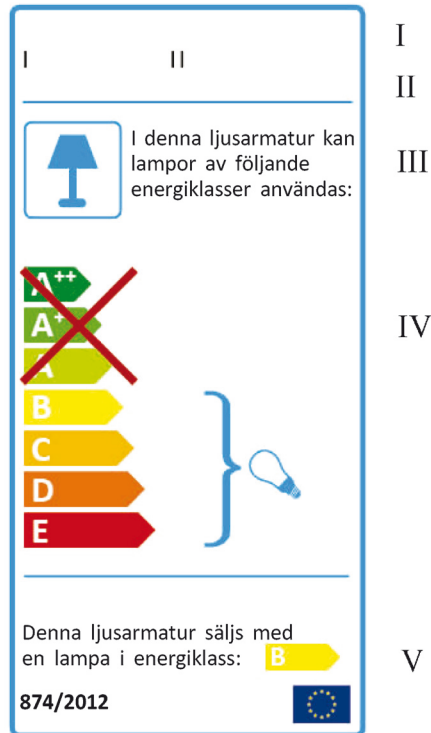 I II
I
II
I denna ljusarmatur kan
lampor av följande
energiklasser användas:
III
A++
A+
A
B
C
D
E
IV
Denna ljusarmatur säljs med
en lampa i energiklass: B
V
874/2012